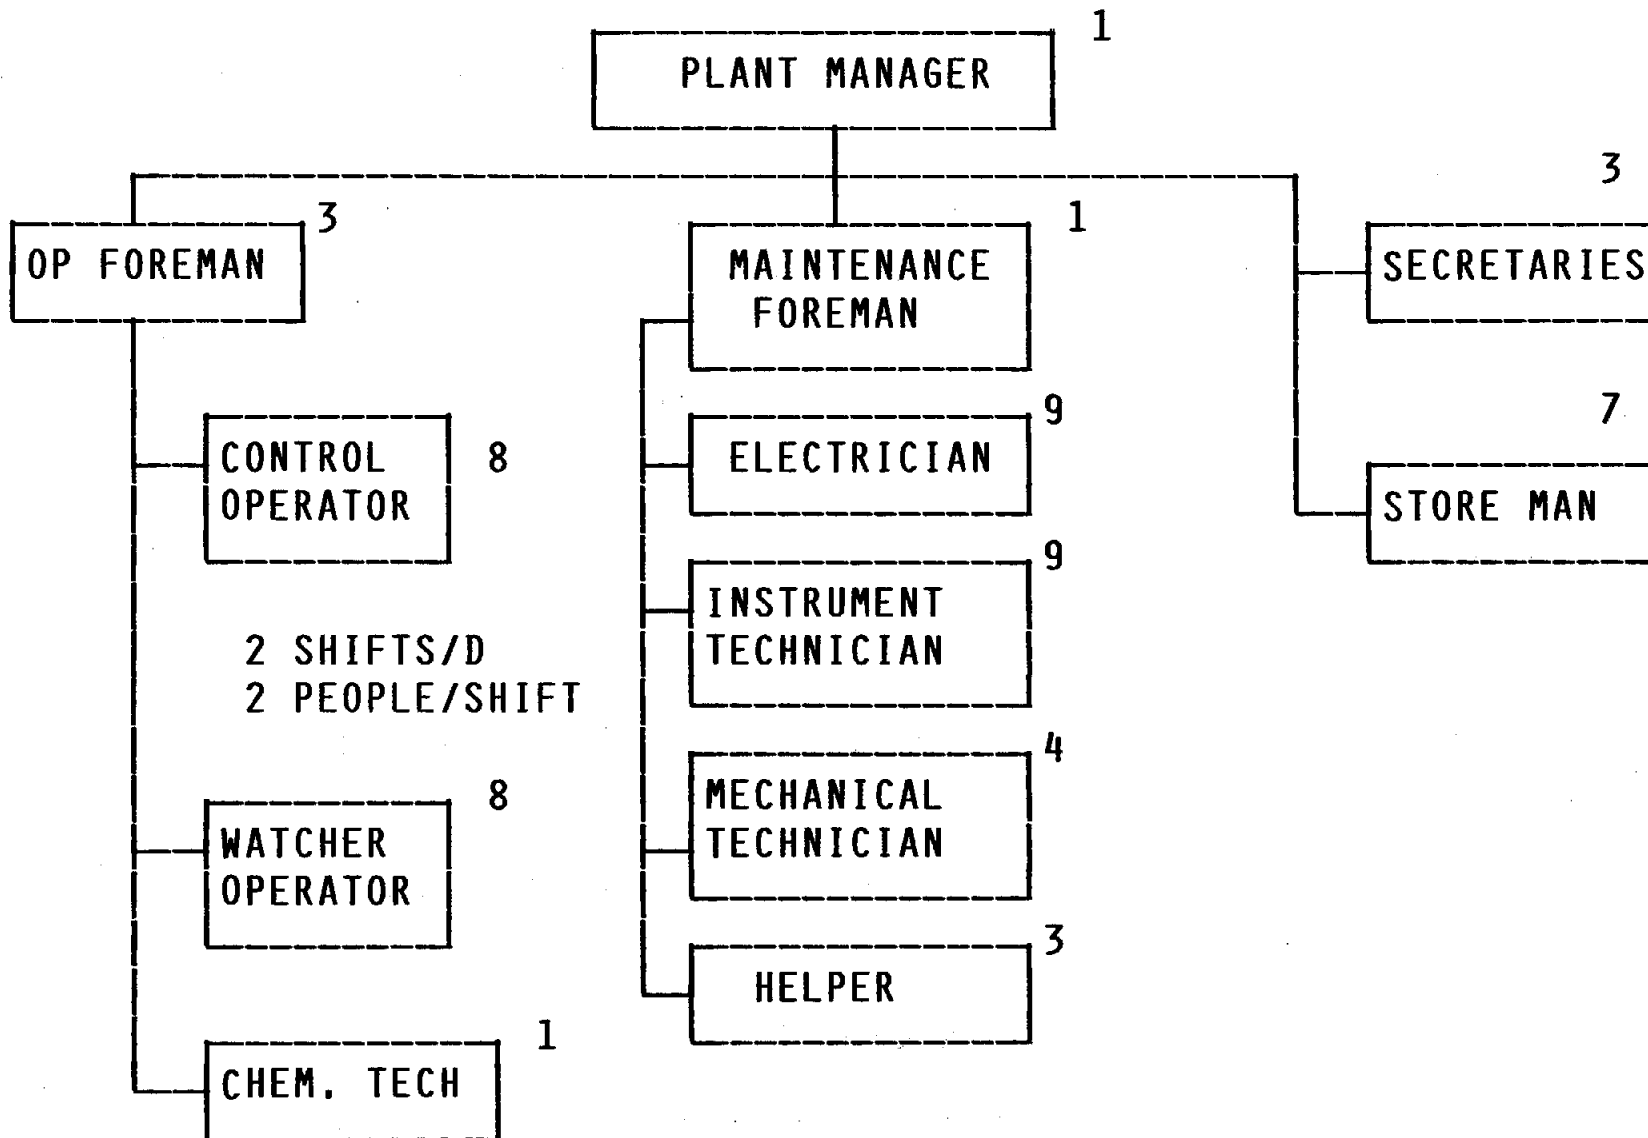 1
PLANT MANAGER
3
OP FOREMAN
CONTROL
OPERATOR
8
2 SHIFTS/D
2 PEOPLE/SHIFT
8
WATCHER
OPERATOR
1
CHEM. TECH
1
MAINTENANCE
FOREMAN
9
ELECTRICIAN
9
INSTRUMENT
TECHNICIAN
4
MECHANICAL
TECHNICIAN
3
HELPER
3
SECRETARIES
7
STORE MAN